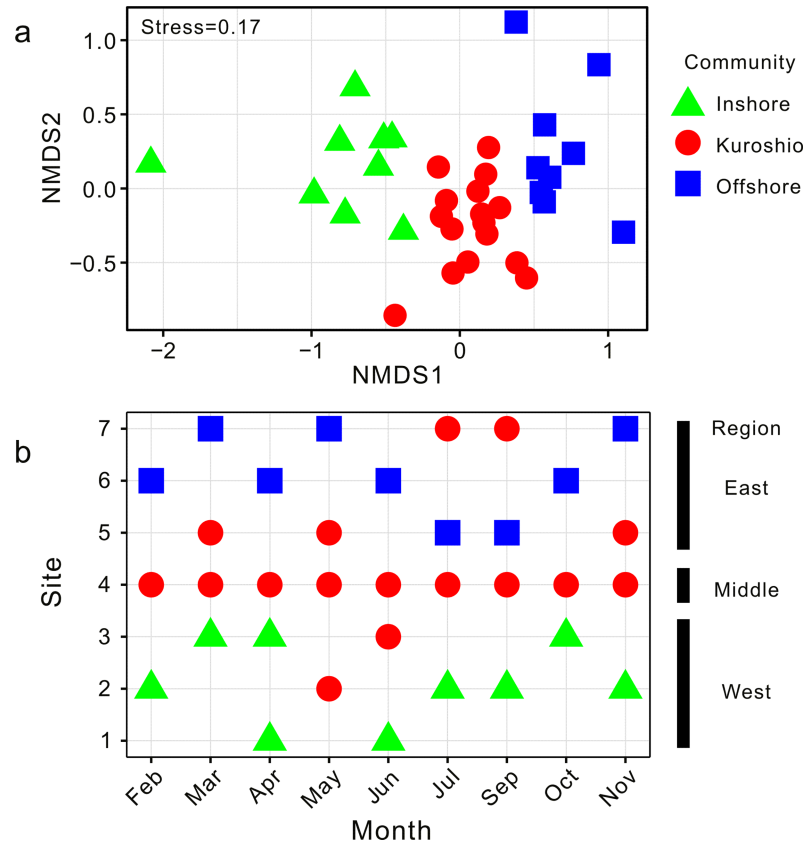 a
Stress=0.17
1.0
0.5
0.0
−0.5
NMDS2
−2
−1
0
1
NMDS1
Community
Inshore
Kuroshio
Offshore
b
7
6
5
4
3
2
1
Site
Feb
Mar
Apr
May
Jun
Jul
Sep
Oct
Nov
Month
Region
East
Middle
West